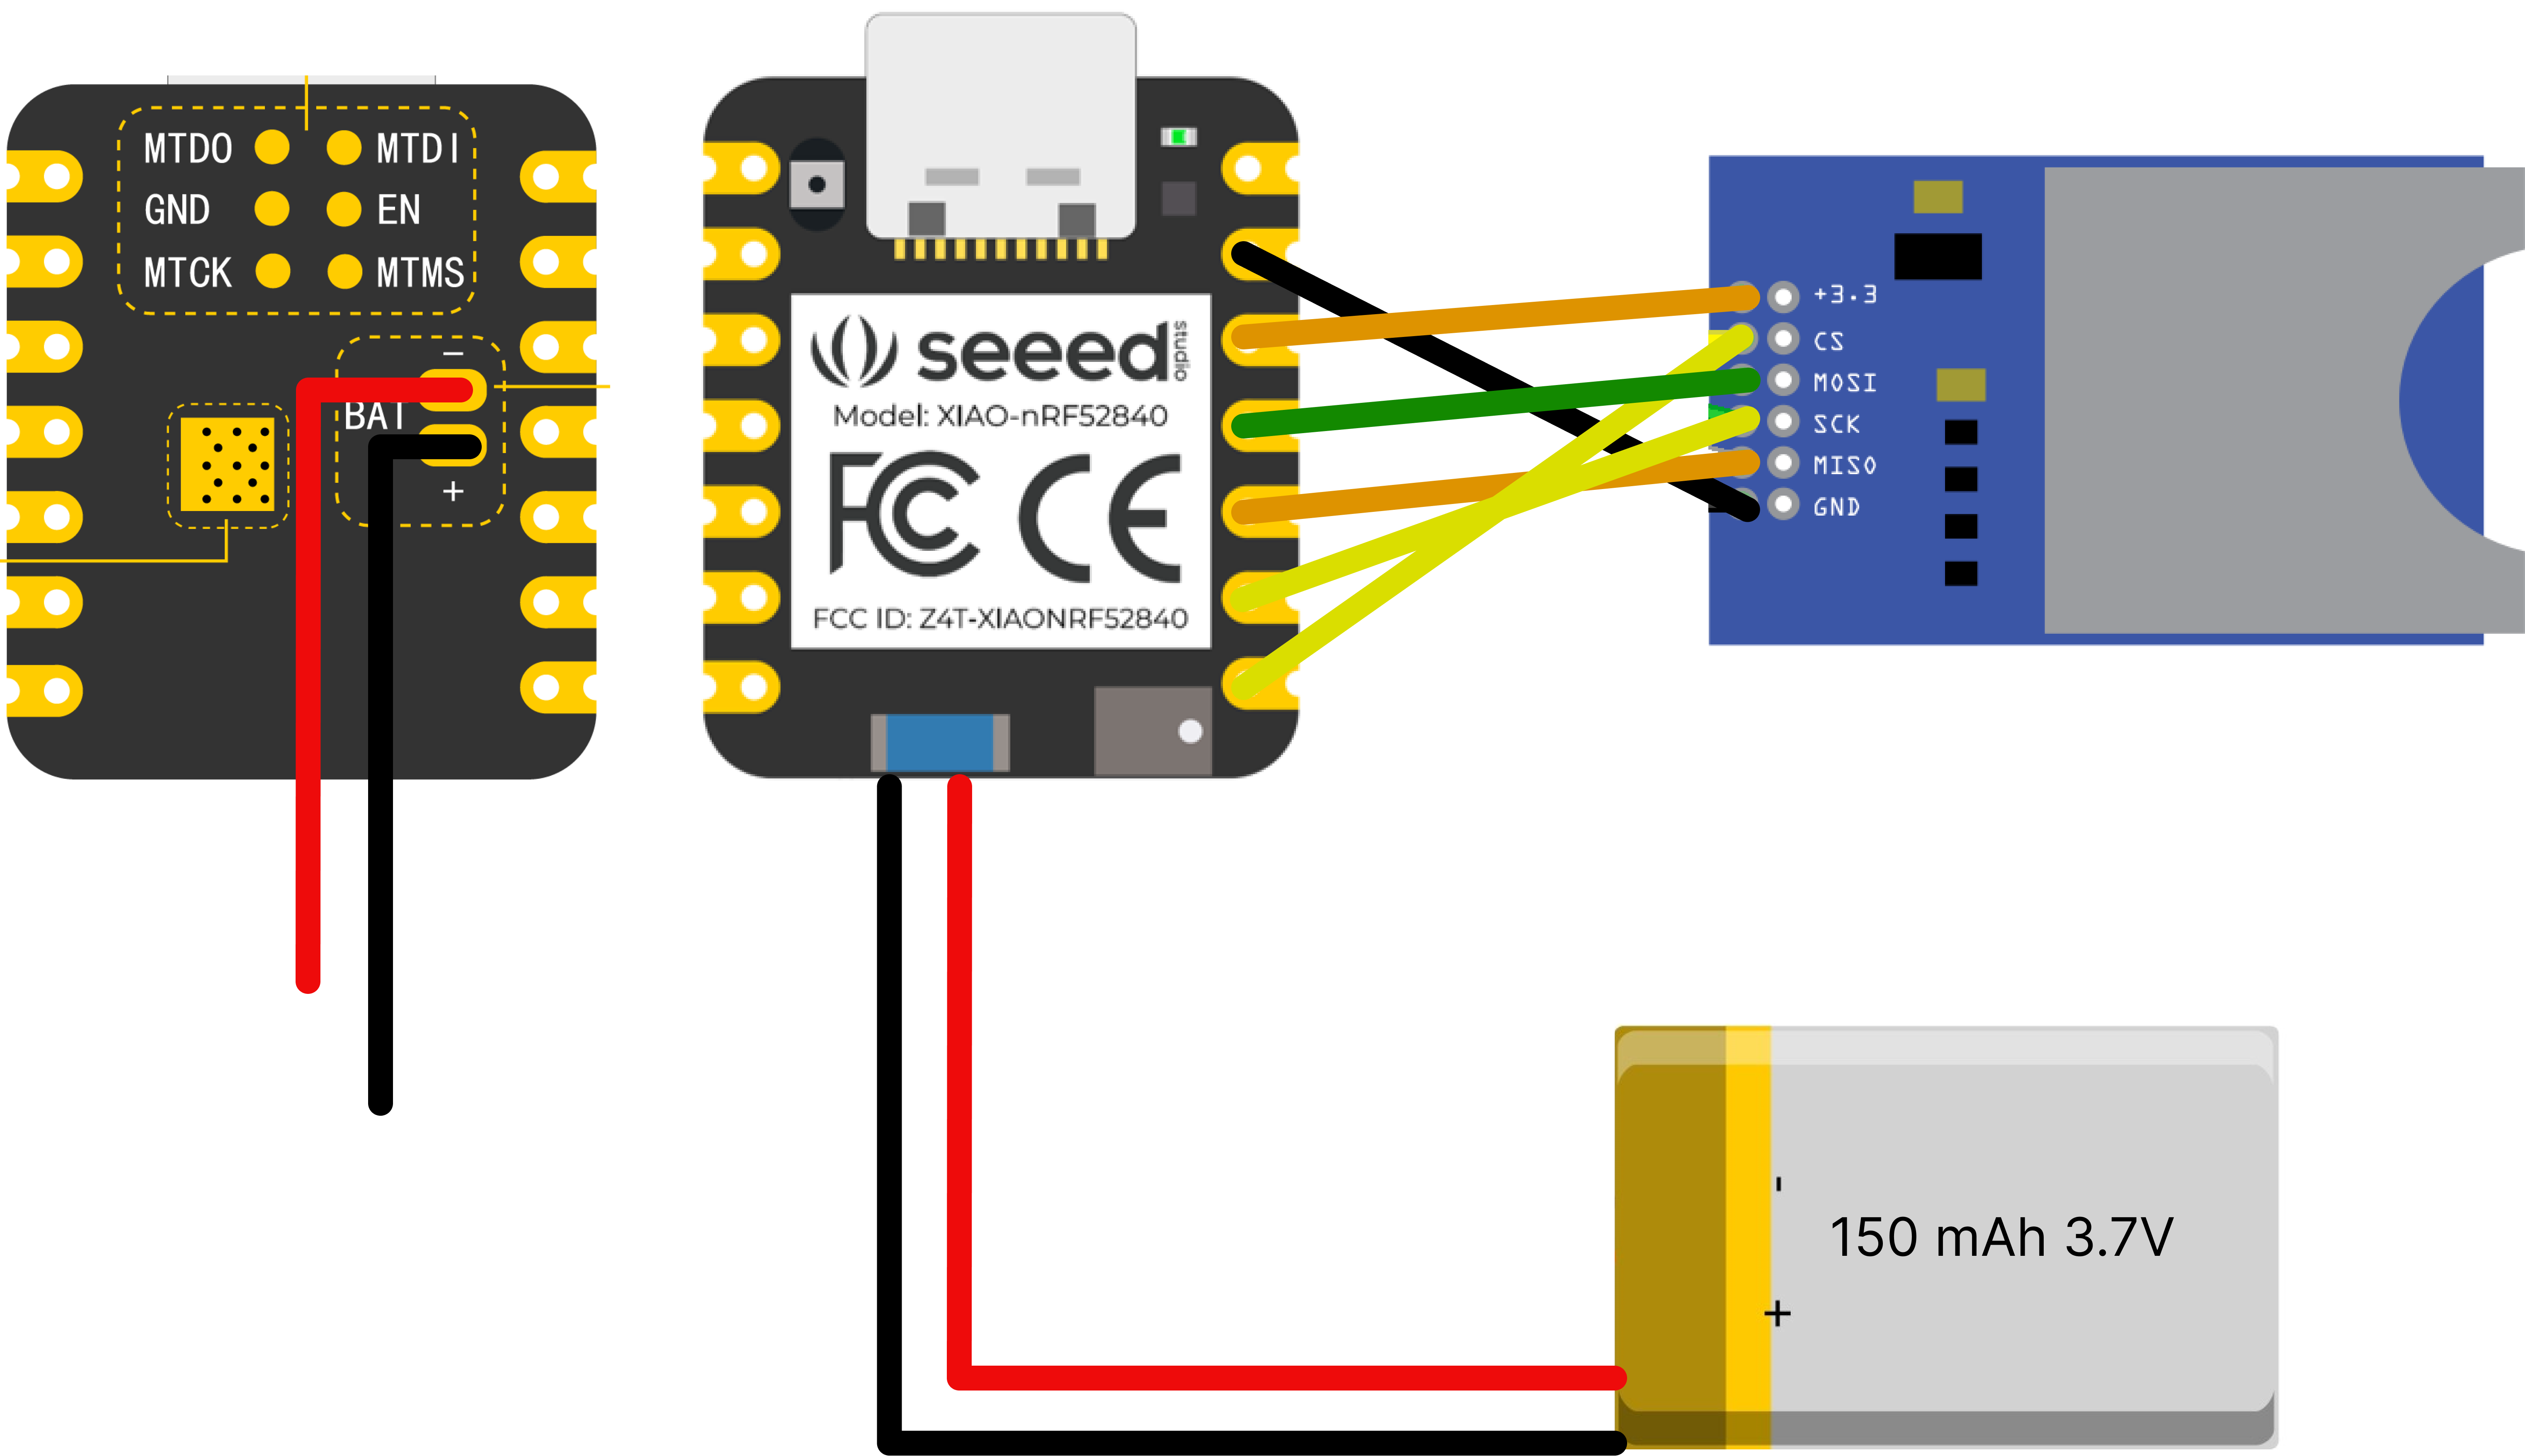 MTDO MTDI
GND EN
MTCK MTMS
−
BAT
+
seeed studio
Model: XIAO-nRF52840
FC CE
FCC ID: Z4T-XIAONRF52840
+3.3
CS
MOSI
SCK
MISO
GND
-
150 mAh 3.7V
+